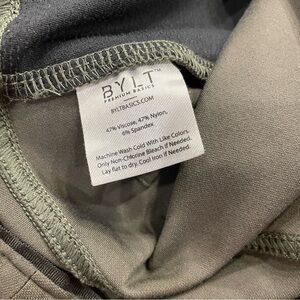 BYLT™
PREMIUM BASICS
BYLTBASICS.COM
47% Viscose, 47% Nylon,
6% Spandex
Machine Wash Cold With Like Colors.
Only Non-Chlorine Bleach if Needed.
Lay flat to dry. Cool Iron if Needed.